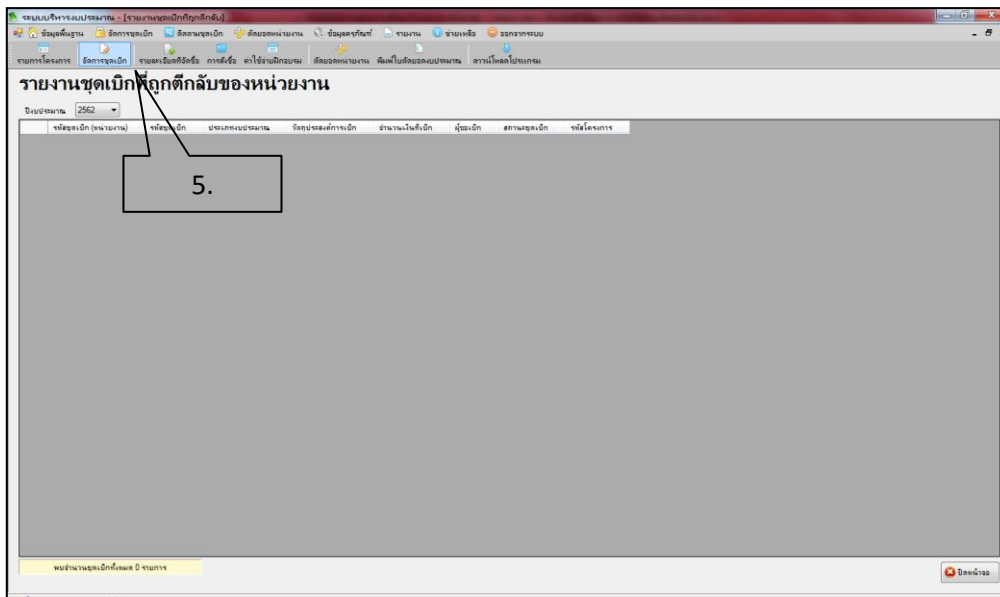 ระบบบริหารงบประมาณ - [รายงานชุดเบิกที่ถูกตีกลับ]
ข้อมูลพื้นฐาน จัดการชุดเบิก ติดตามชุดเบิก ตัดยอดหน่วยงาน ข้อมูลครุภัณฑ์ รายงาน ช่วยเหลือ ออกจากระบบ
รายการโครงการ จัดการชุดเบิก รายละเอียดที่จัดซื้อ การสั่งซื้อ ค่าใช้จ่ายฝึกอบรม ตัดยอดหน่วยงาน พิมพ์ใบตัดยอดงบประมาณ ดาวน์โหลดโปรแกรม
รายงานชุดเบิกที่ถูกตีกลับของหน่วยงาน
ปีงบประมาณ 2562
รหัสชุดเบิก (หน่วยงาน) รหัสชุดเบิก ประเภทงบประมาณ วัตถุประสงค์การเบิก จำนวนเงินที่เบิก ผู้ขอเบิก สถานะชุดเบิก รหัสโครงการ
5.
พบจำนวนชุดเบิกทั้งหมด 0 รายการ
ปิดหน้าจอ